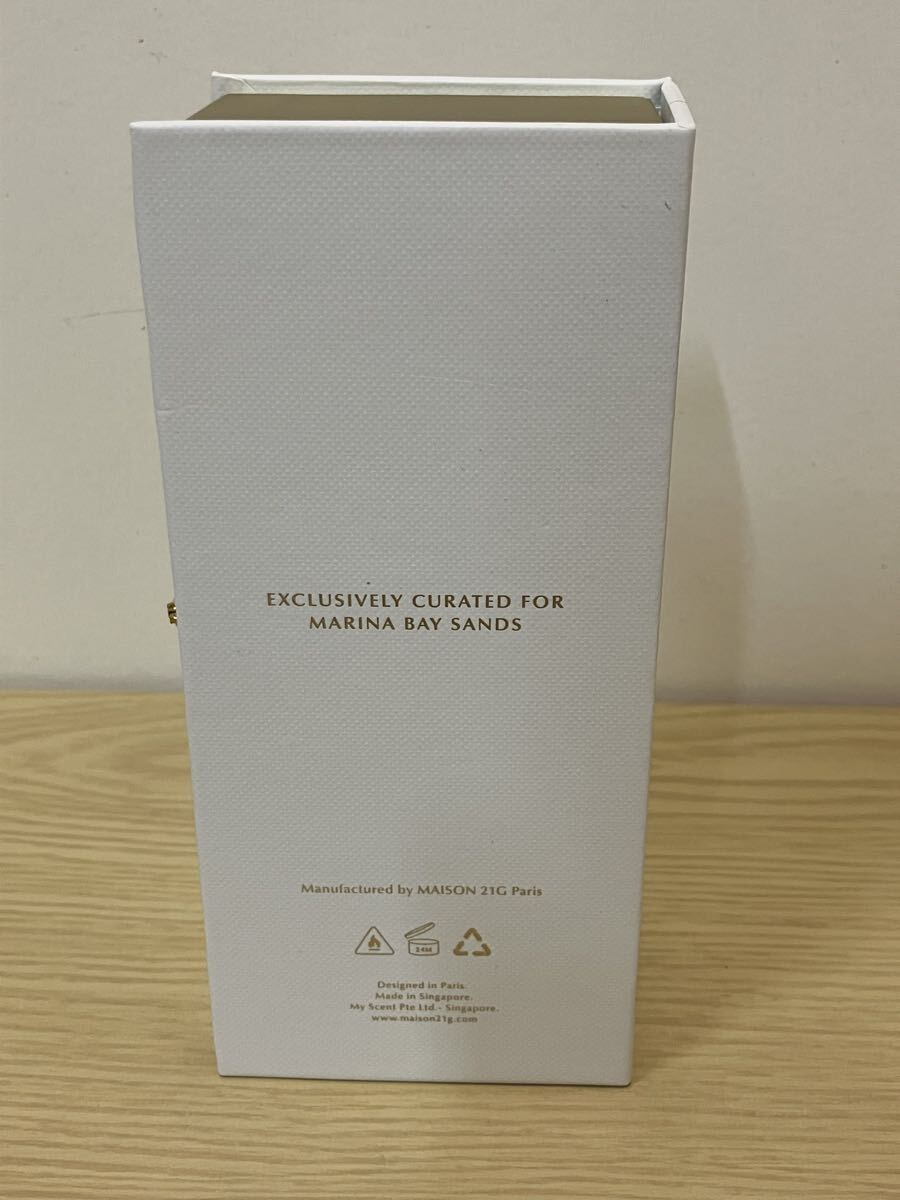 EXCLUSIVELY CURATED FOR
MARINA BAY SANDS
Manufactured by MAISON 21G Paris
24M
Designed in Paris.
Made in Singapore.
My Scent Pte Ltd.- Singapore.
www.maison21g.com